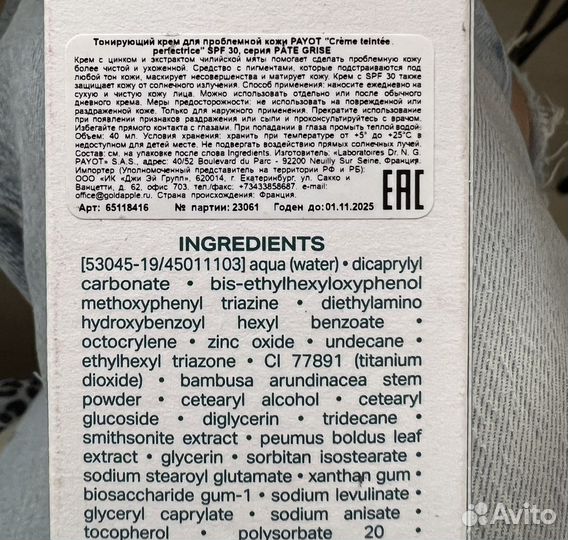 Тонирующий крем для проблемной кожи PAYOT "Crème teintée
perfectrice" SPF 30, серия PÂTE GRISE
Крем с цинком и экстрактом чилийской мяты помогает сделать проблемную кожу
более чистой и ухоженной. Средство с пигментами, которые подстраиваются под
любой тон кожи, маскирует несовершенства и матирует кожу. Крем с SPF 30 также
защищает кожу от солнечного излучения. Способ применения: наносите ежедневно на
сухую и чистую кожу лица. Можно использовать отдельно или после обычного
дневного крема. Меры предосторожности: не использовать на поврежденной или
раздраженной коже. Только для наружного применения. Прекратите использование
при появлении признаков раздражения или сыпи и проконсультируйтесь с врачом.
Избегайте прямого контакта с глазами. При попадании в глаза промыть теплой водой.
Объем: 40 мл. Условия хранения: хранить при температуре от +5° до +25°С в
недоступном для детей месте. Не подвергать воздействию прямых солнечных лучей.
Состав: см. на упаковке после слова Ingredients. Изготовитель: «Laboratoires Dr. N. G.
PAYOT» S.A.S., адрес: 40/52 Boulevard du Parc - 92200 Neuilly Sur Seine, Франция.
Импортер (Уполномоченный представитель на территории РФ и РБ):
ООО «ИК «Джи Эй Групп», 620014, г. Екатеринбург, ул. Сакко и
Ванцетти, д. 62, офис 703, тел./факс: +73433858687, e-mail:
office@goldapple.ru. Страна происхождения: Франция.
EAC
Арт: 65118416 № партии: 23061 Годен до: 01.11.2025
INGREDIENTS
[53045-19/45011103] aqua (water) • dicaprylyl
carbonate • bis-ethylhexyloxyphenol
methoxyphenyl triazine • diethylamino
hydroxybenzoyl hexyl benzoate •
octocrylene • zinc oxide • undecane •
ethylhexyl triazone • CI 77891 (titanium
dioxide) • bambusa arundinacea stem
powder • cetearyl alcohol • cetearyl
glucoside • diglycerin • tridecane •
smithsonite extract • peumus boldus leaf
extract • glycerin • sorbitan isostearate •
sodium stearoyl glutamate • xanthan gum •
biosaccharide gum-1 • sodium levulinate •
glyceryl caprylate • sodium anisate •
tocopherol • polysorbate 20 •
Avito